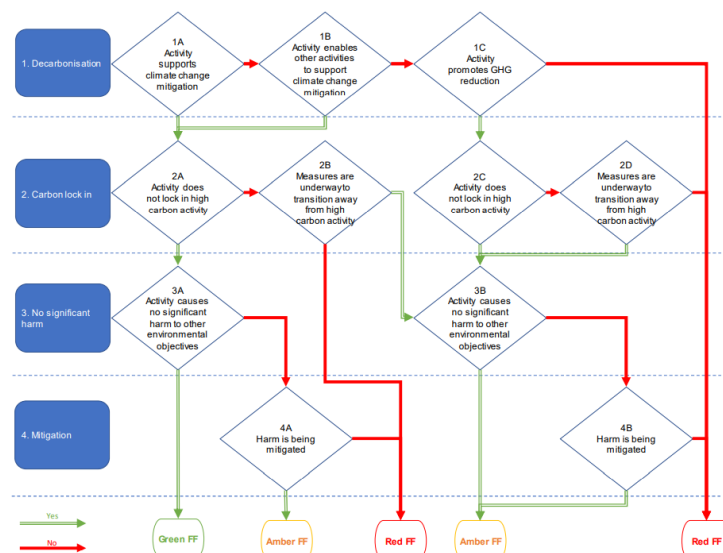 1. Decarbonisation
1A
Activity
supports
climate change
mitigation
1B
Activity enables
other activities
to support
climate change
mitigation
1C
Activity
promotes GHG
reduction
2. Carbon lock in
2A
Activity does
not lock in high
carbon activity
2B
Measures are
underwayto
transition away
from high
carbon activity
2C
Activity does
not lock in high
carbon activity
2D
Measures are
underwayto
transition away
from high
carbon activity
3. No significant
harm
3A
Activity causes
no significant
harm to other
environmental
objectives
3B
Activity causes
no significant
harm to other
environmental
objectives
4. Mitigation
4A
Harm is being
mitigated
4B
Harm is being
mitigated
Yes
No
Green FF
Amber FF
Red FF
Amber FF
Red FF